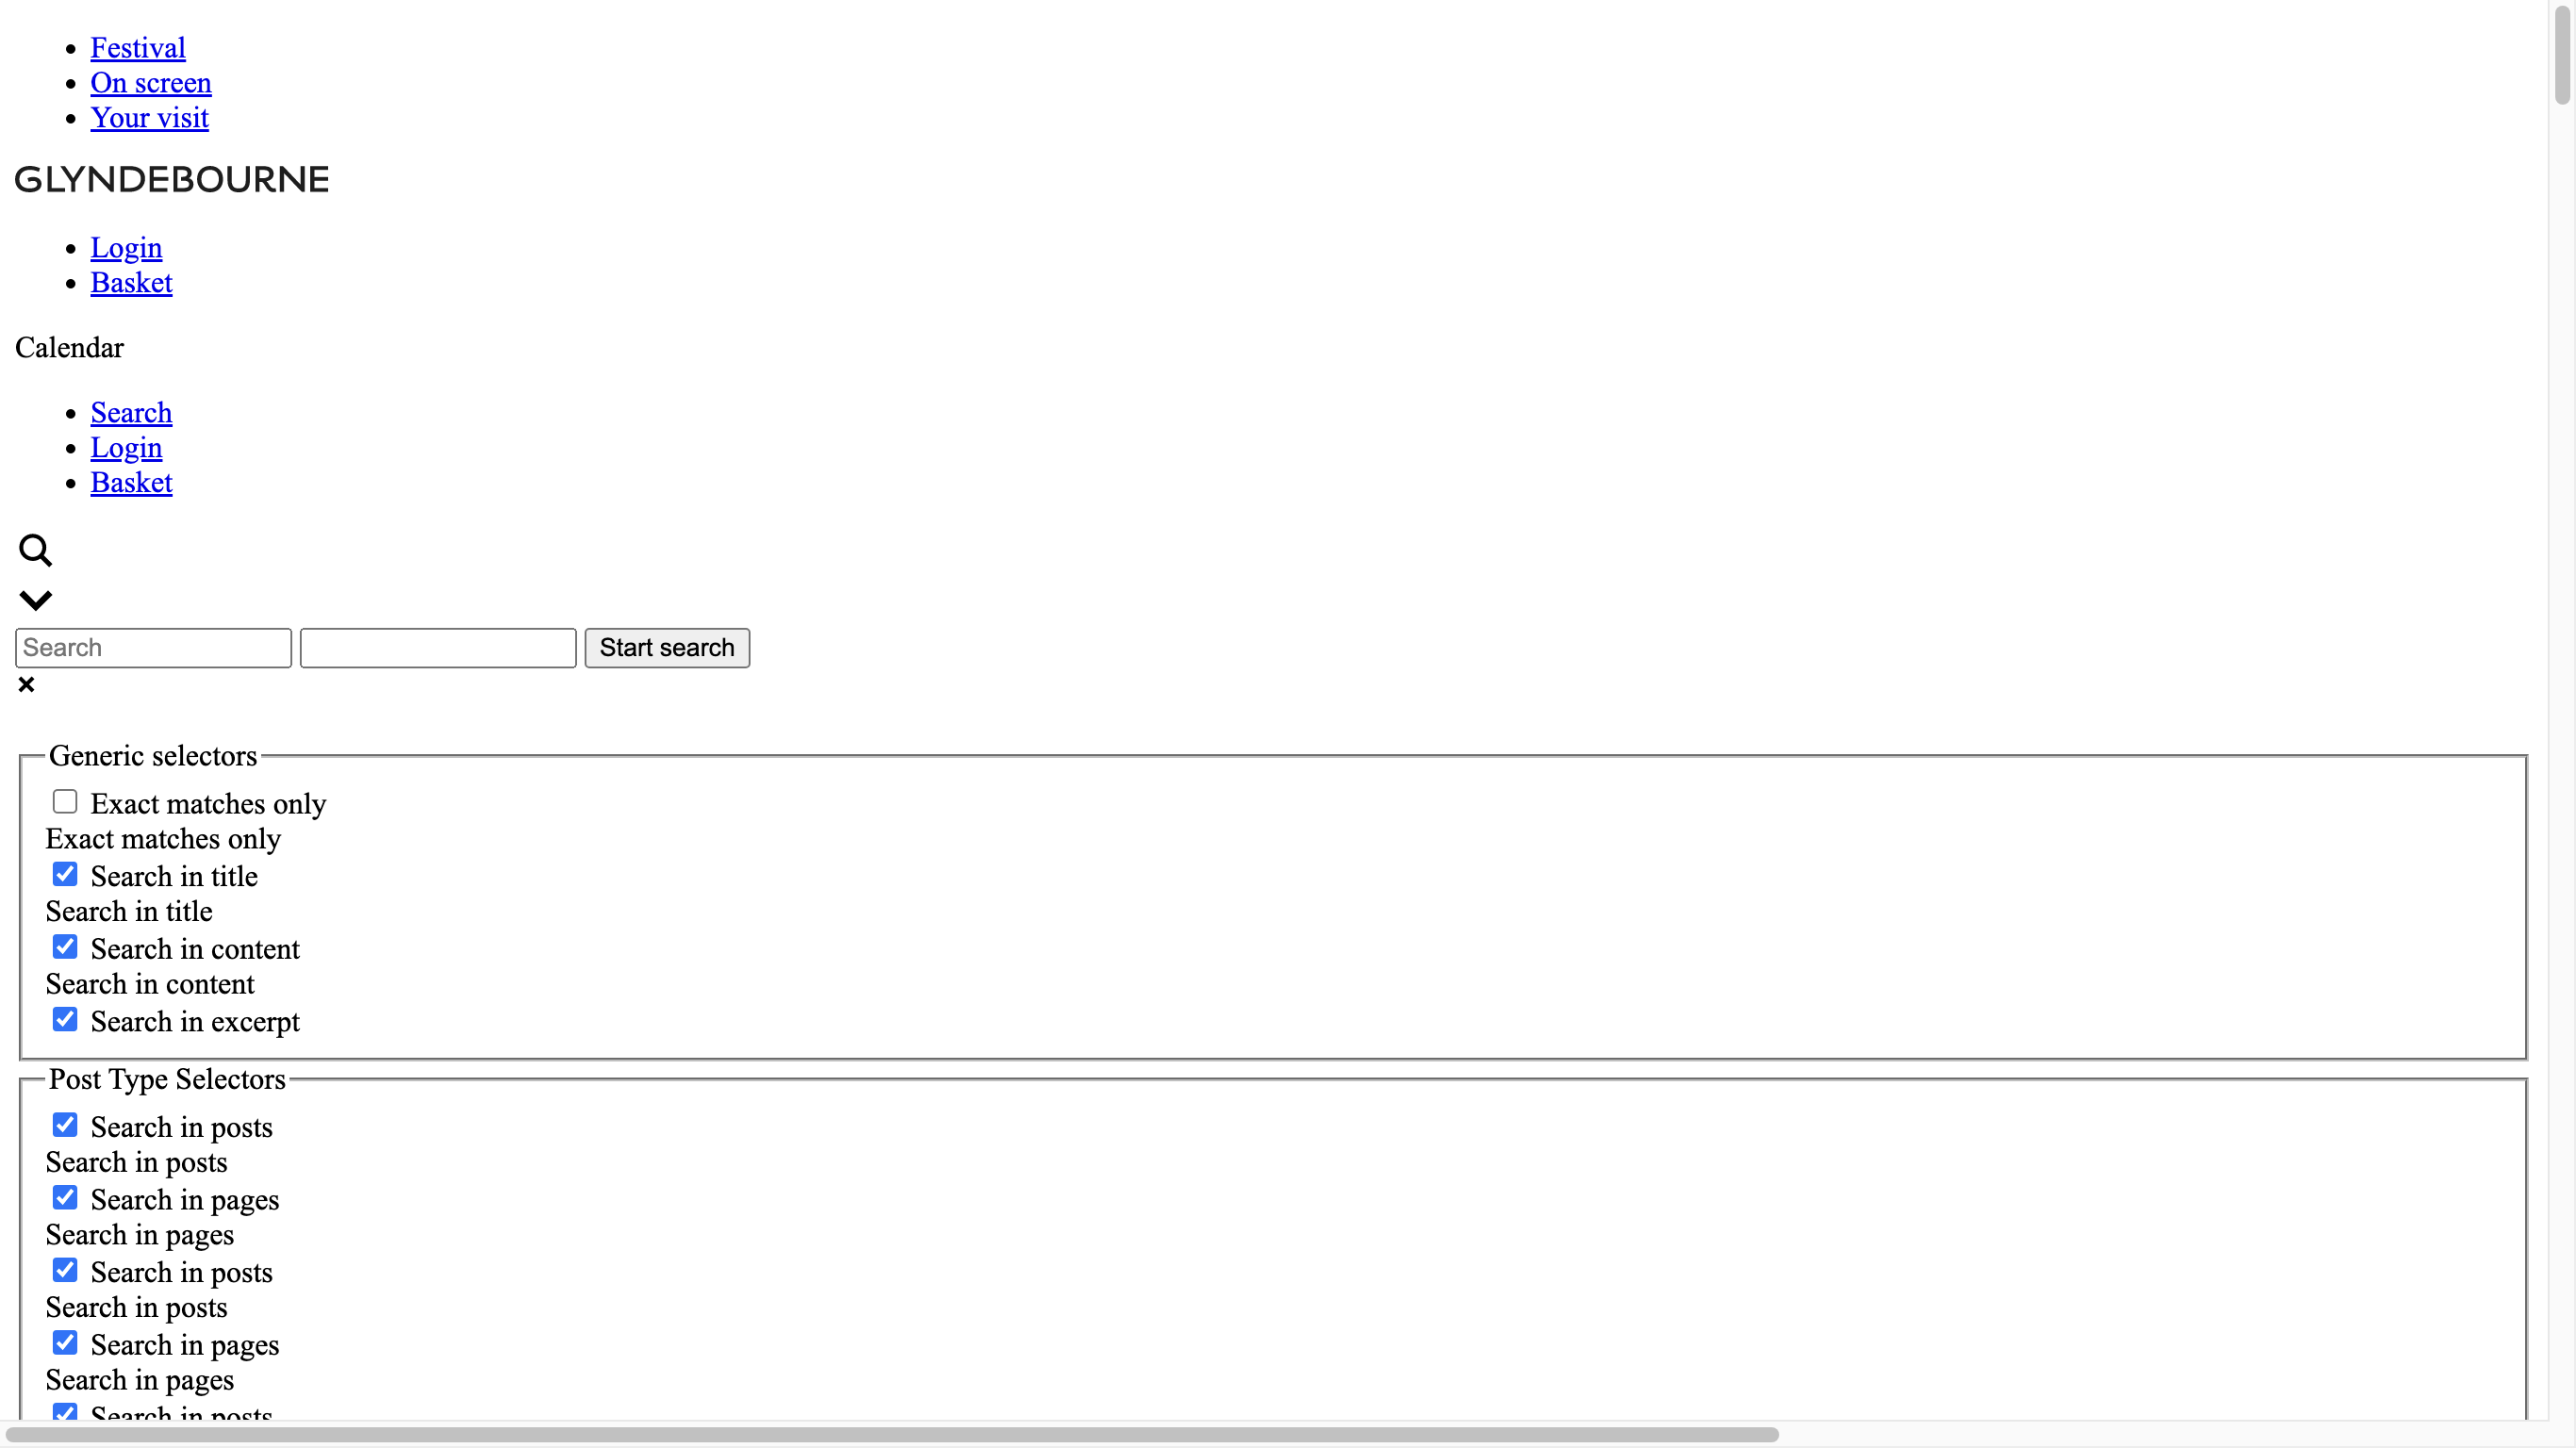 Festival
On screen
Your visit
GLYNDEBOURNE
Login
Basket
Calendar
Search
Login
Basket
Search Start search
Generic selectors
Exact matches only
Exact matches only
Search in title
Search in title
Search in content
Search in content
Search in excerpt
Post Type Selectors
Search in posts
Search in posts
Search in pages
Search in pages
Search in posts
Search in posts
Search in pages
Search in pages
Search in posts